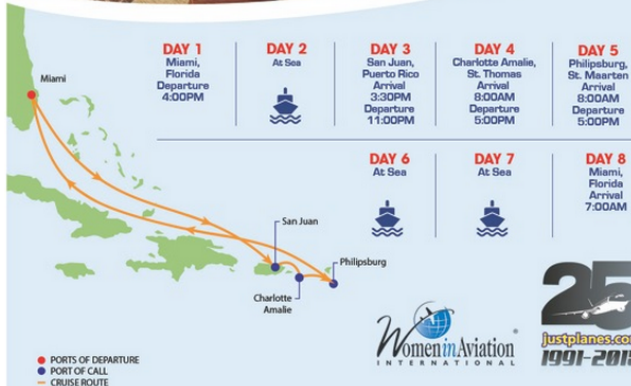 DAY 1
Miami,
Florida
Departure
4:00PM
DAY 2
At Sea
DAY 3
San Juan,
Puerto Rico
Arrival
3:30PM
Departure
11:00PM
DAY 4
Charlotte Amalie,
St. Thomas
Arrival
8:00AM
Departure
5:00PM
DAY 5
Philipsburg,
St. Maarten
Arrival
8:00AM
Departure
5:00PM
DAY 6
At Sea
DAY 7
At Sea
DAY 8
Miami,
Florida
Arrival
7:00AM
Miami
San Juan
Philipsburg
Charlotte
Amalie
PORTS OF DEPARTURE
PORT OF CALL
CRUISE ROUTE
Women in Aviation
INTERNATIONAL
25